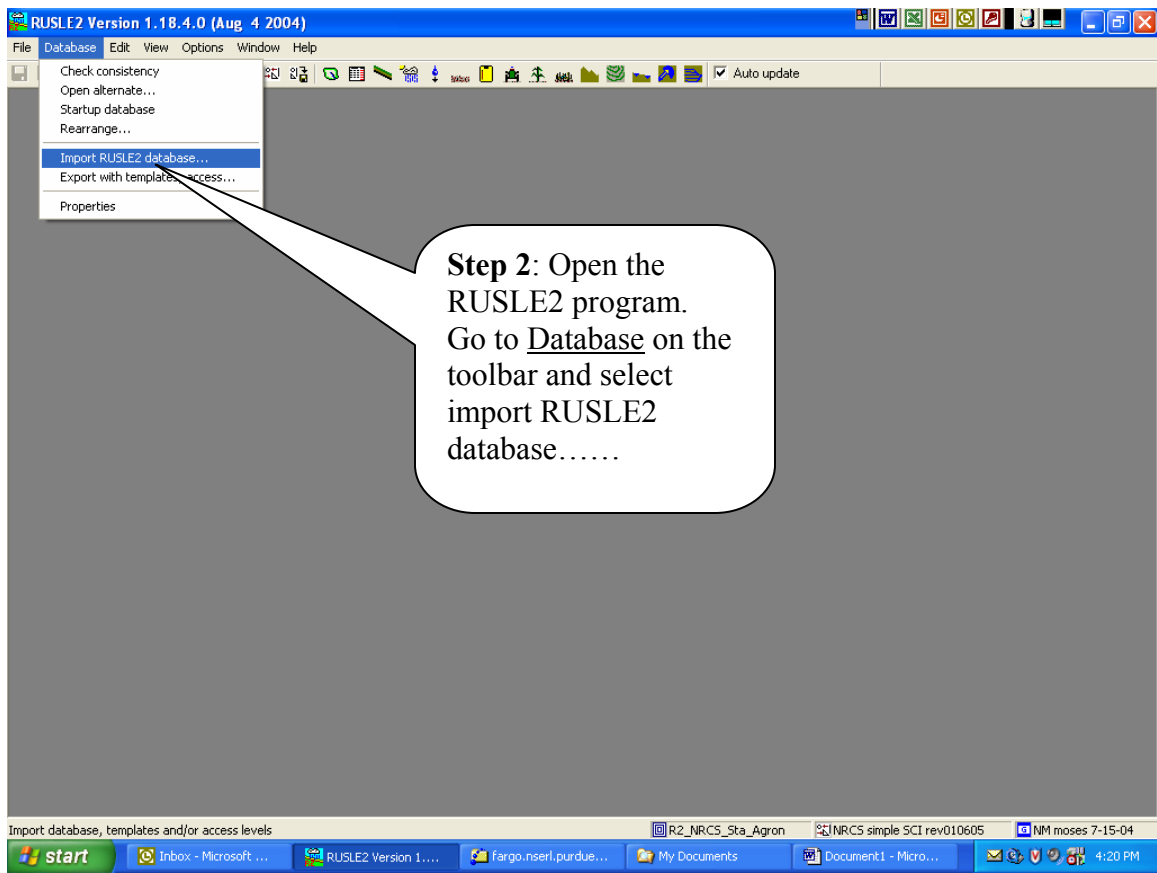 RUSLE2 Version 1.18.4.0 (Aug 4 2004)
File Database Edit View Options Window Help
Auto update
Check consistency
Open alternate...
Startup database
Rearrange...
Import RUSLE2 database...
Export with templates, access...
Properties
Step 2: Open the
RUSLE2 program.
Go to Database on the
toolbar and select
import RUSLE2
database……
Import database, templates and/or access levels
R2_NRCS_Sta_Agron
NRCS simple SCI rev010605
NM moses 7-15-04
start
Inbox - Microsoft ...
RUSLE2 Version 1....
fargo.nserl.purdue...
My Documents
Document1 - Micro...
4:20 PM